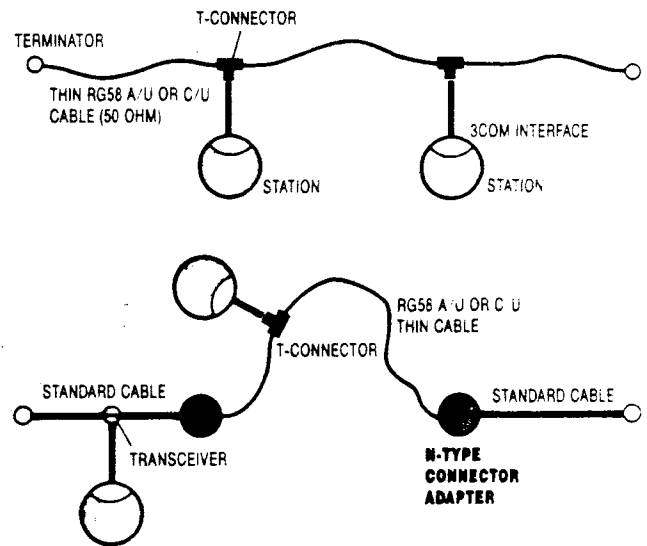 T-CONNECTOR
TERMINATOR
THIN RG58 A/U OR C/U
CABLE (50 OHM)
3COM INTERFACE
STATION
STATION
RG58 A/U OR C U
THIN CABLE
T-CONNECTOR
STANDARD CABLE
STANDARD CABLE
TRANSCEIVER
N-TYPE
CONNECTOR
ADAPTER